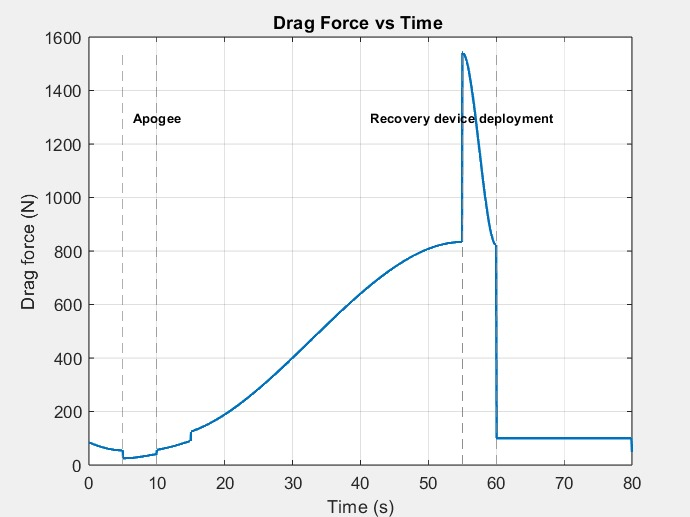 Drag Force vs Time
1600
1400
1200
1000
800
600
400
200
0
Drag force (N)
Apogee
Recovery device deployment
0 10 20 30 40 50 60 70 80
Time (s)